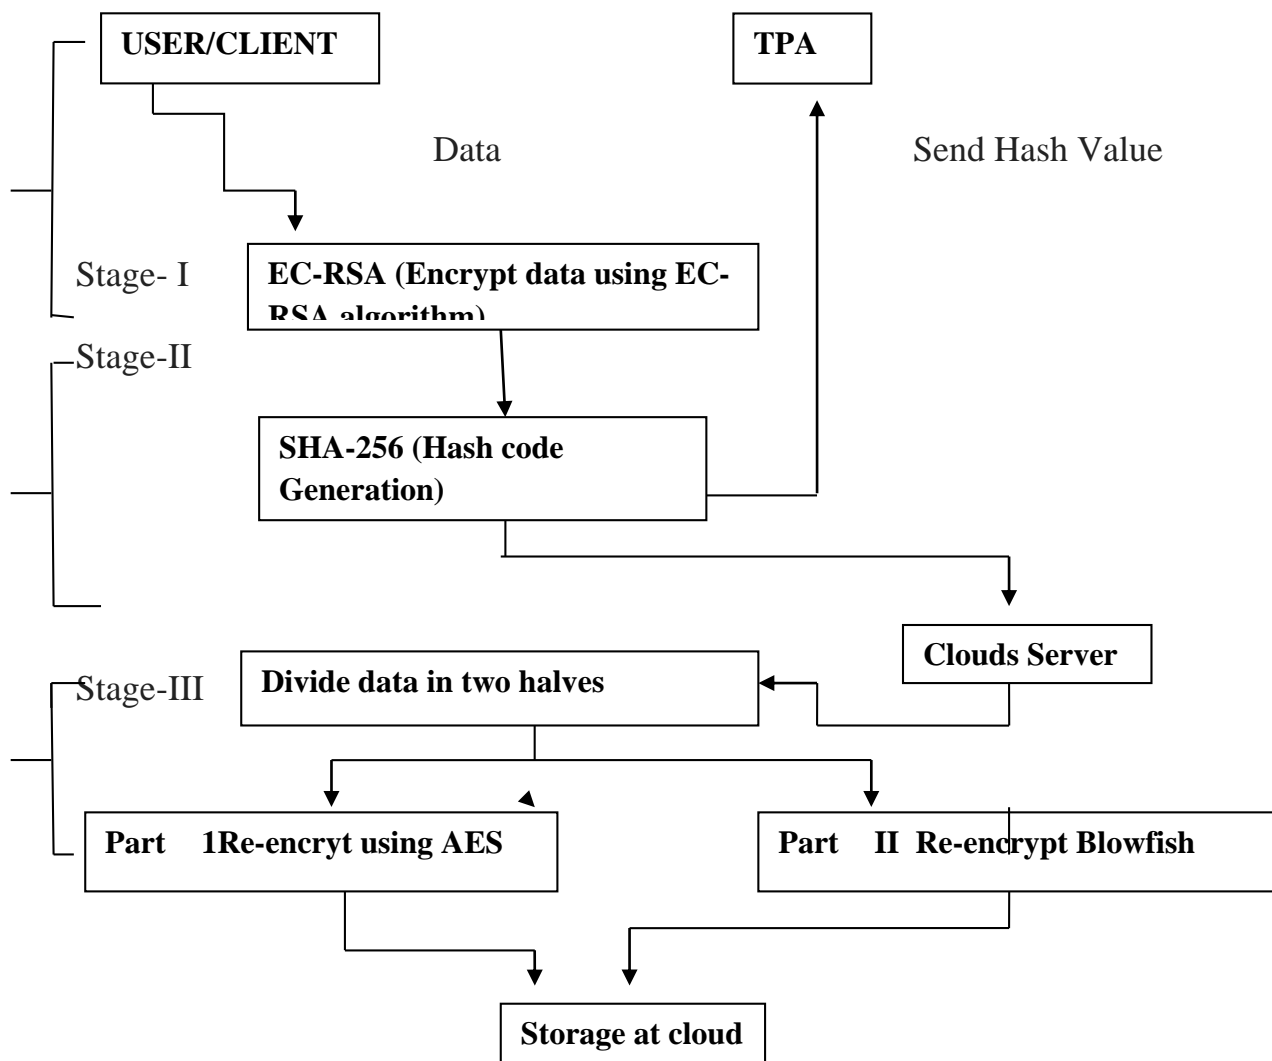 USER/CLIENT
TPA
Data
Send Hash Value
Stage- I
EC-RSA (Encrypt data using EC-
RSA algorithm)
Stage-II
SHA-256 (Hash code
Generation)
Clouds Server
Stage-III
Divide data in two halves
Part 1Re-encryt using AES
Part II Re-encrypt Blowfish
Storage at cloud